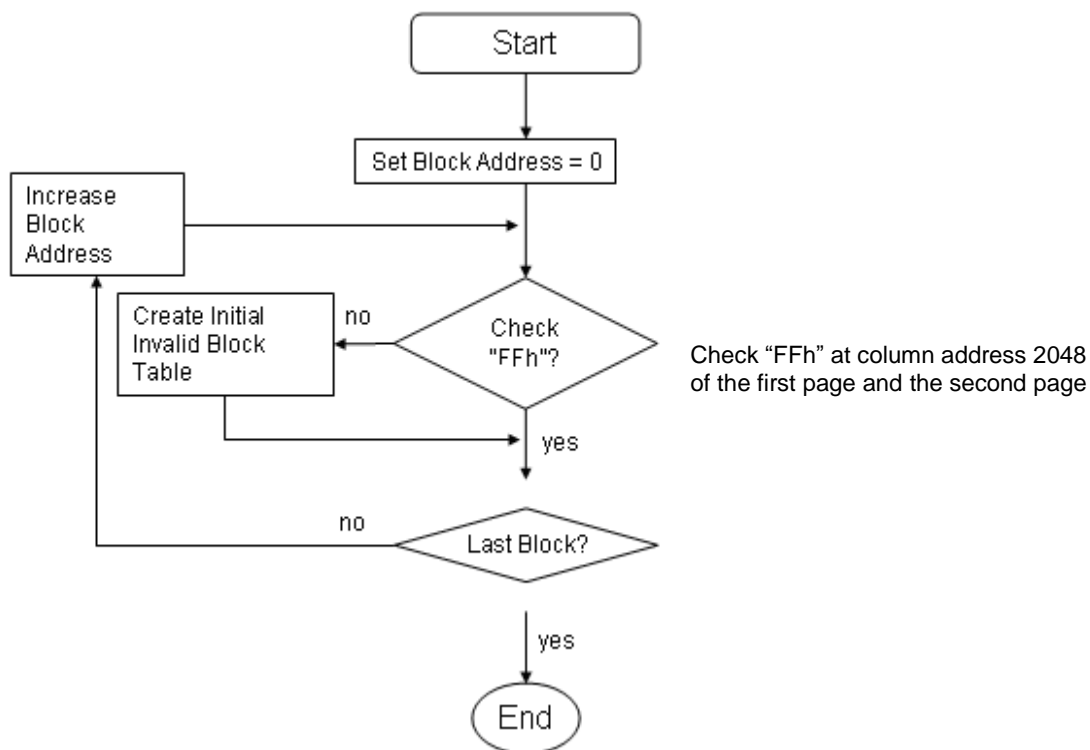 Start
Set Block Address = 0
Increase
Block
Address
Create Initial
Invalid Block
Table
no
Check
"FFh"?
Check “FFh” at column address 2048
of the first page and the second page
yes
no
Last Block?
yes
End